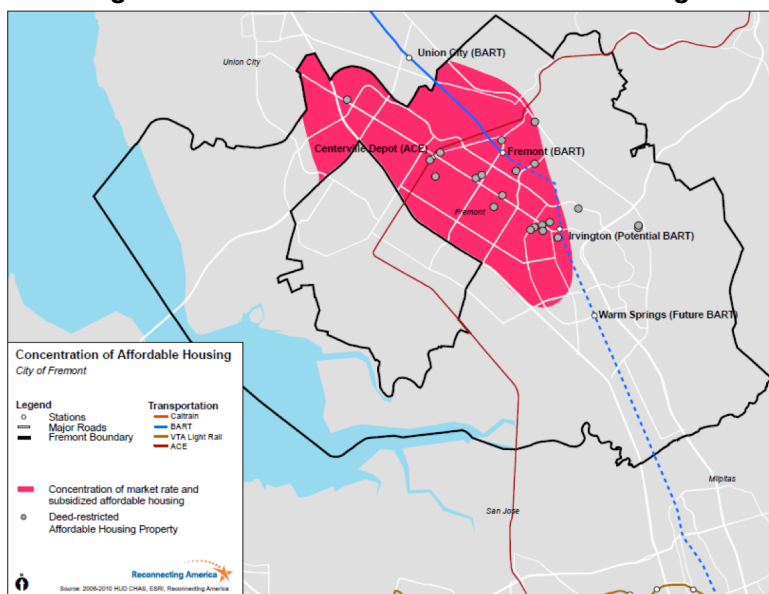 Union City (BART)
Union City
Centerville Depot (ACE)
Fremont (BART)
Fremont
Irvington (Potential BART)
Warm Springs (Future BART)
Concentration of Affordable Housing
City of Fremont
Legend
Stations
Major Roads
Fremont Boundary
Transportation
Caltrain
BART
VTA Light Rail
ACE
Concentration of market rate and
subsidized affordable housing
Deed-restricted
Affordable Housing Property
Milpitas
San Jose
Reconnecting America
Source: 2006-2010 HUD CHAS, ESRI, Reconnecting America